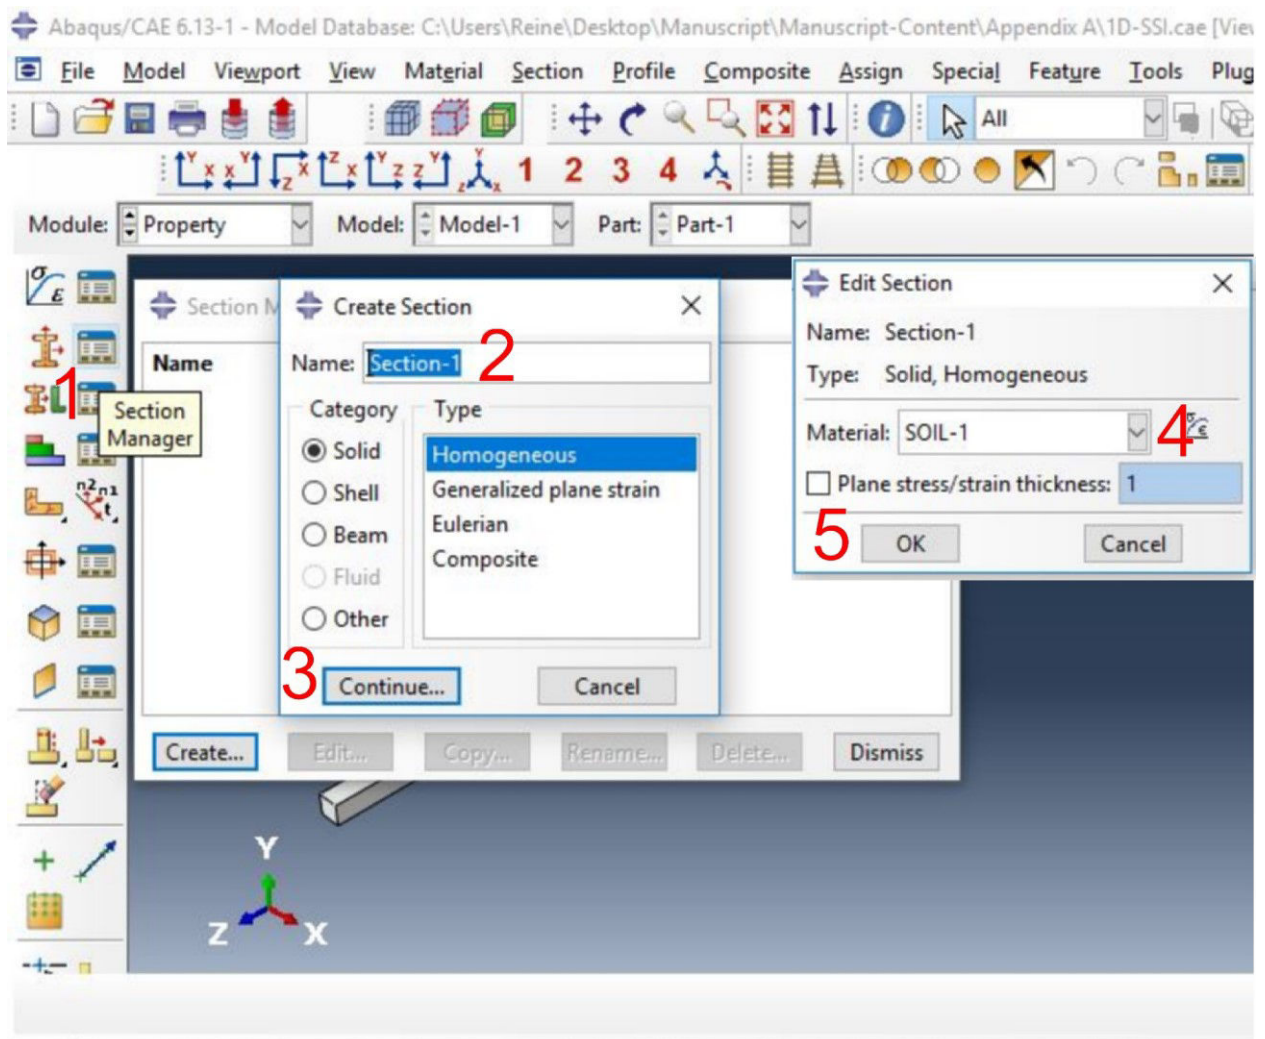 Abaqus/CAE 6.13-1 - Model Database: C:\Users\Reine\Desktop\Manuscript\Manuscript-Content\Appendix A\1D-SSI.cae [Viev
File Model Viewport View Material Section Profile Composite Assign Special Feature Tools Plug
All
Y X X Y X Z Z X Y Z Z Y Y Z X 1 2 3 4
Module: Property Model: Model-1 Part: Part-1
σ ε
Section M
Name
1
Section
Manager
n2 n1
t
Create Section
Name: Section-1
2
Category Type
Solid
Shell
Beam
Fluid
Other
Homogeneous
Generalized plane strain
Eulerian
Composite
3
Continue... Cancel
Edit Section
Name: Section-1
Type: Solid, Homogeneous
Material: SOIL-1
4
σ ε
Plane stress/strain thickness: 1
5
OK Cancel
Create... Edit... Copy... Rename... Delete... Dismiss
Y
Z X